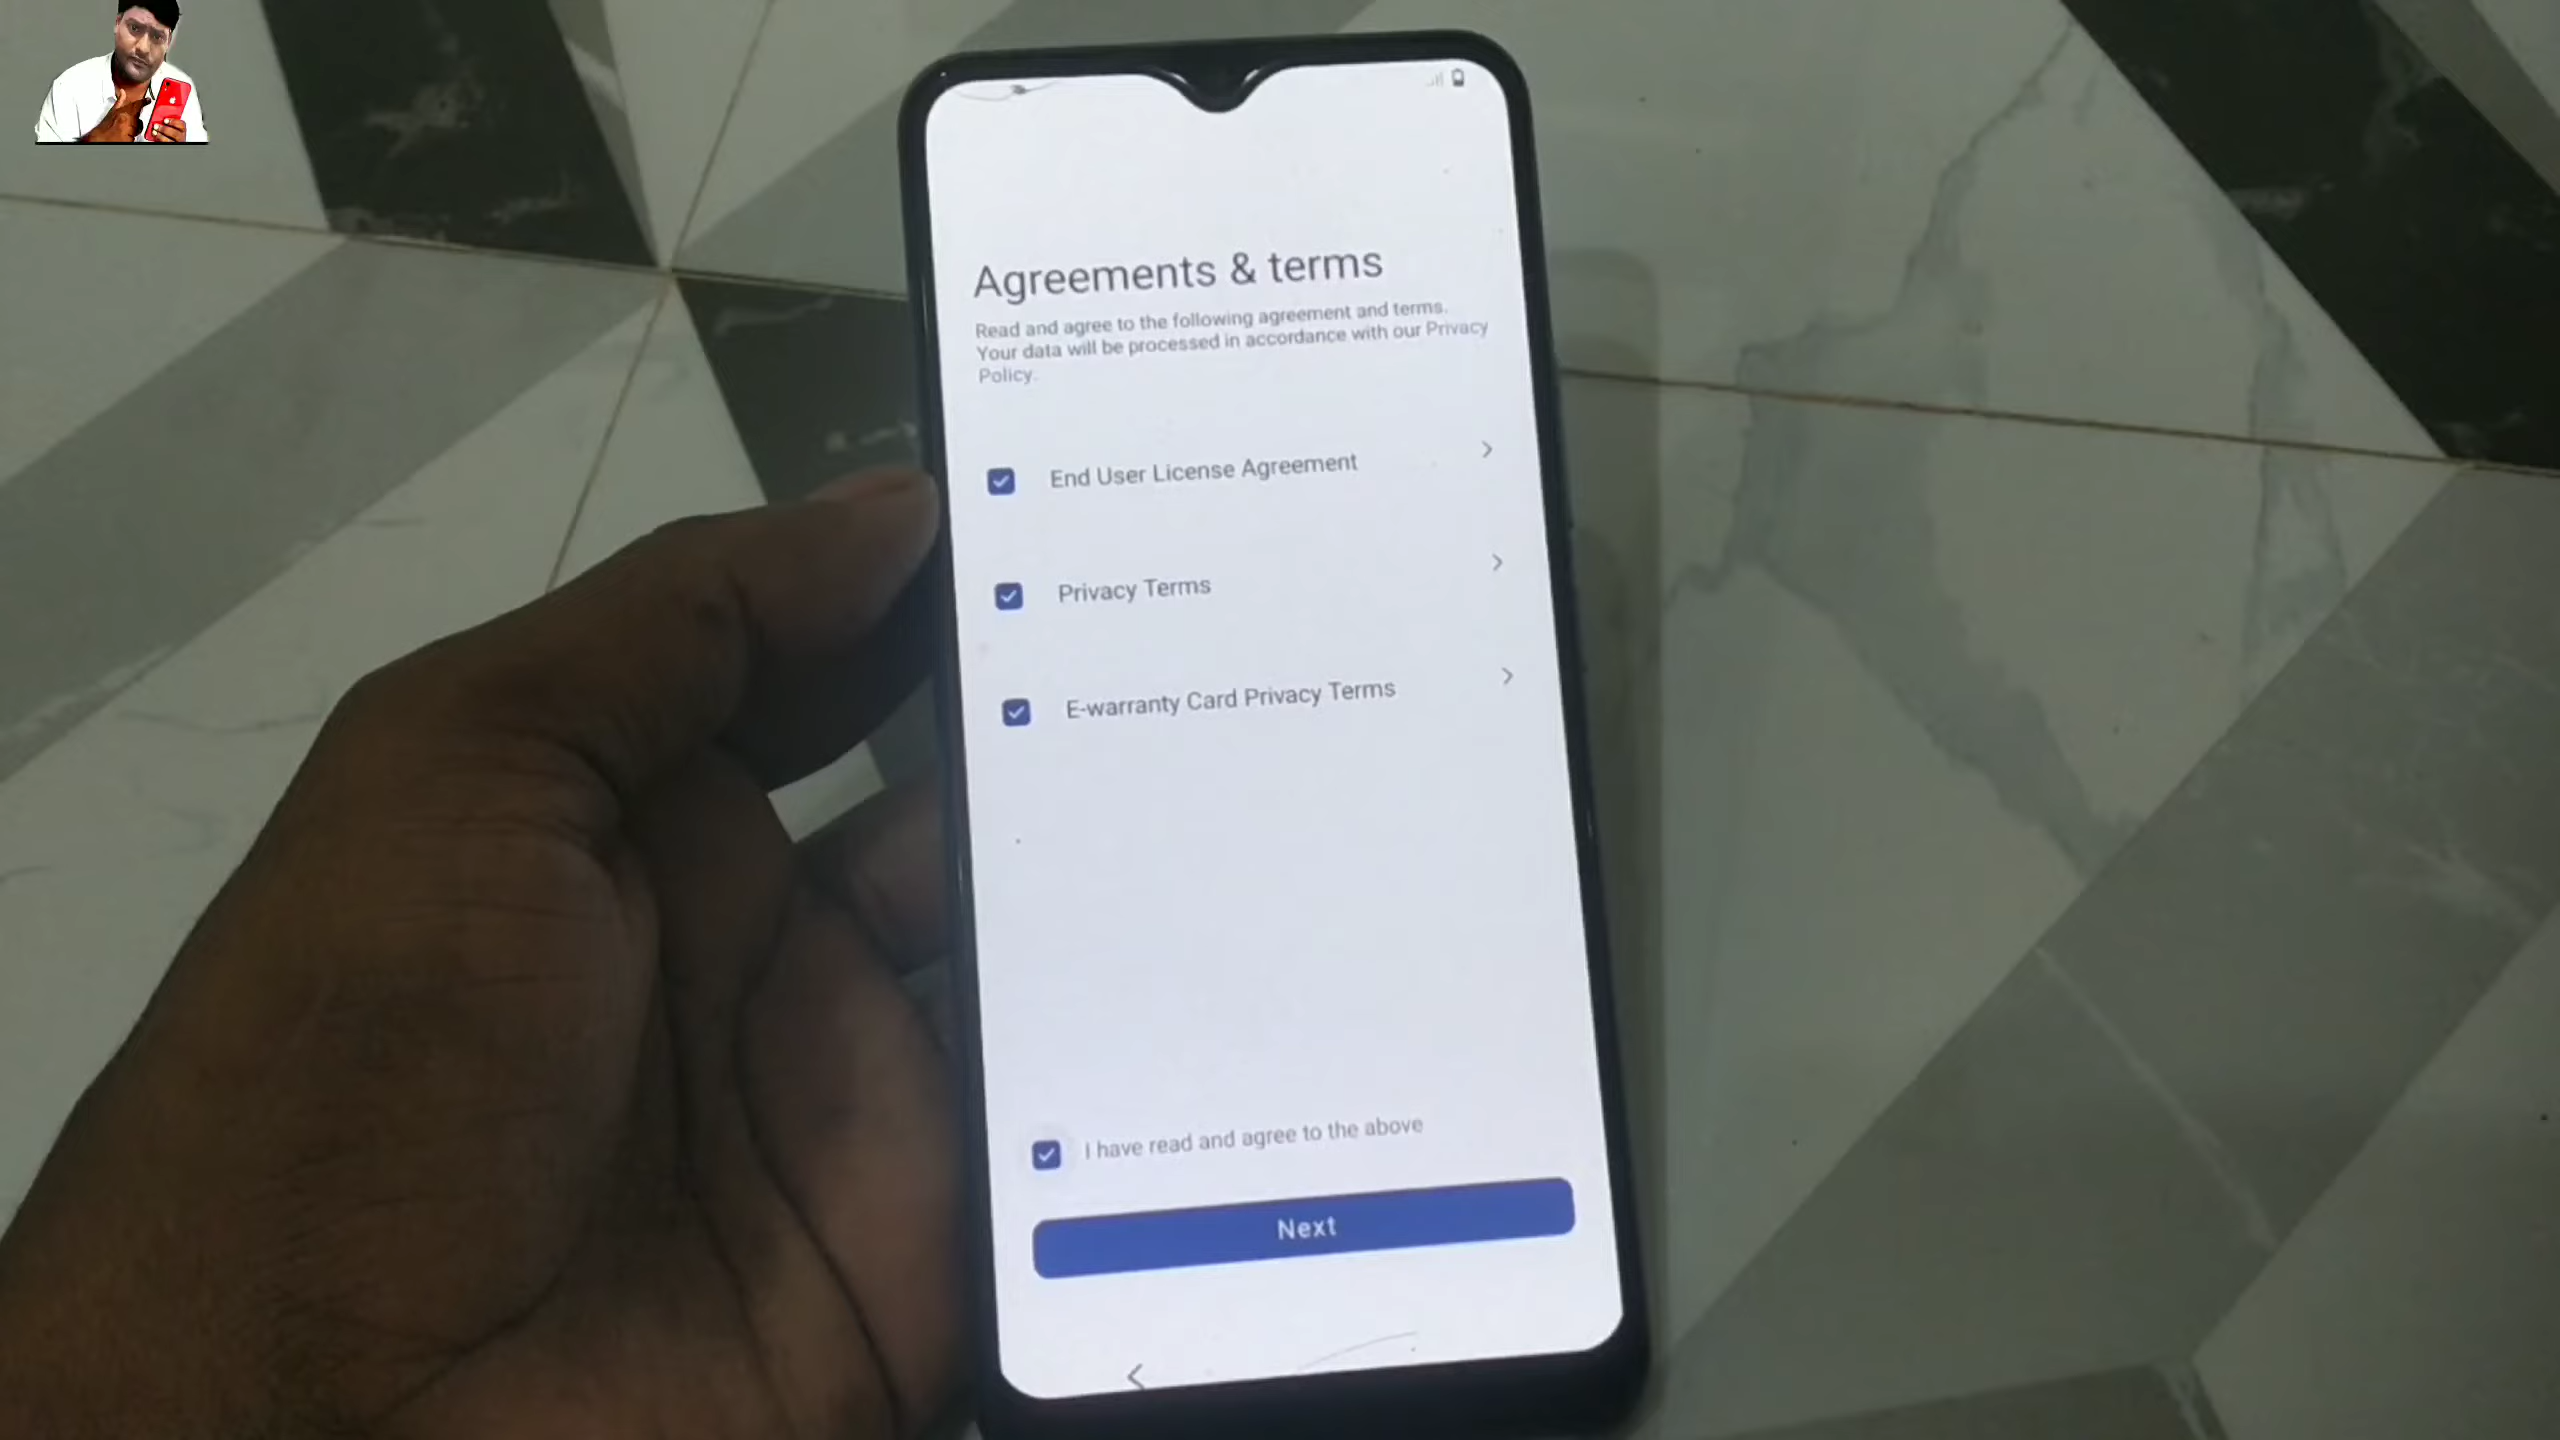 Agreements & terms
Read and agree to the following agreement and terms.
Your data will be processed in accordance with our Privacy
Policy.
End User License Agreement
Privacy Terms
E-warranty Card Privacy Terms
I have read and agree to the above
Next